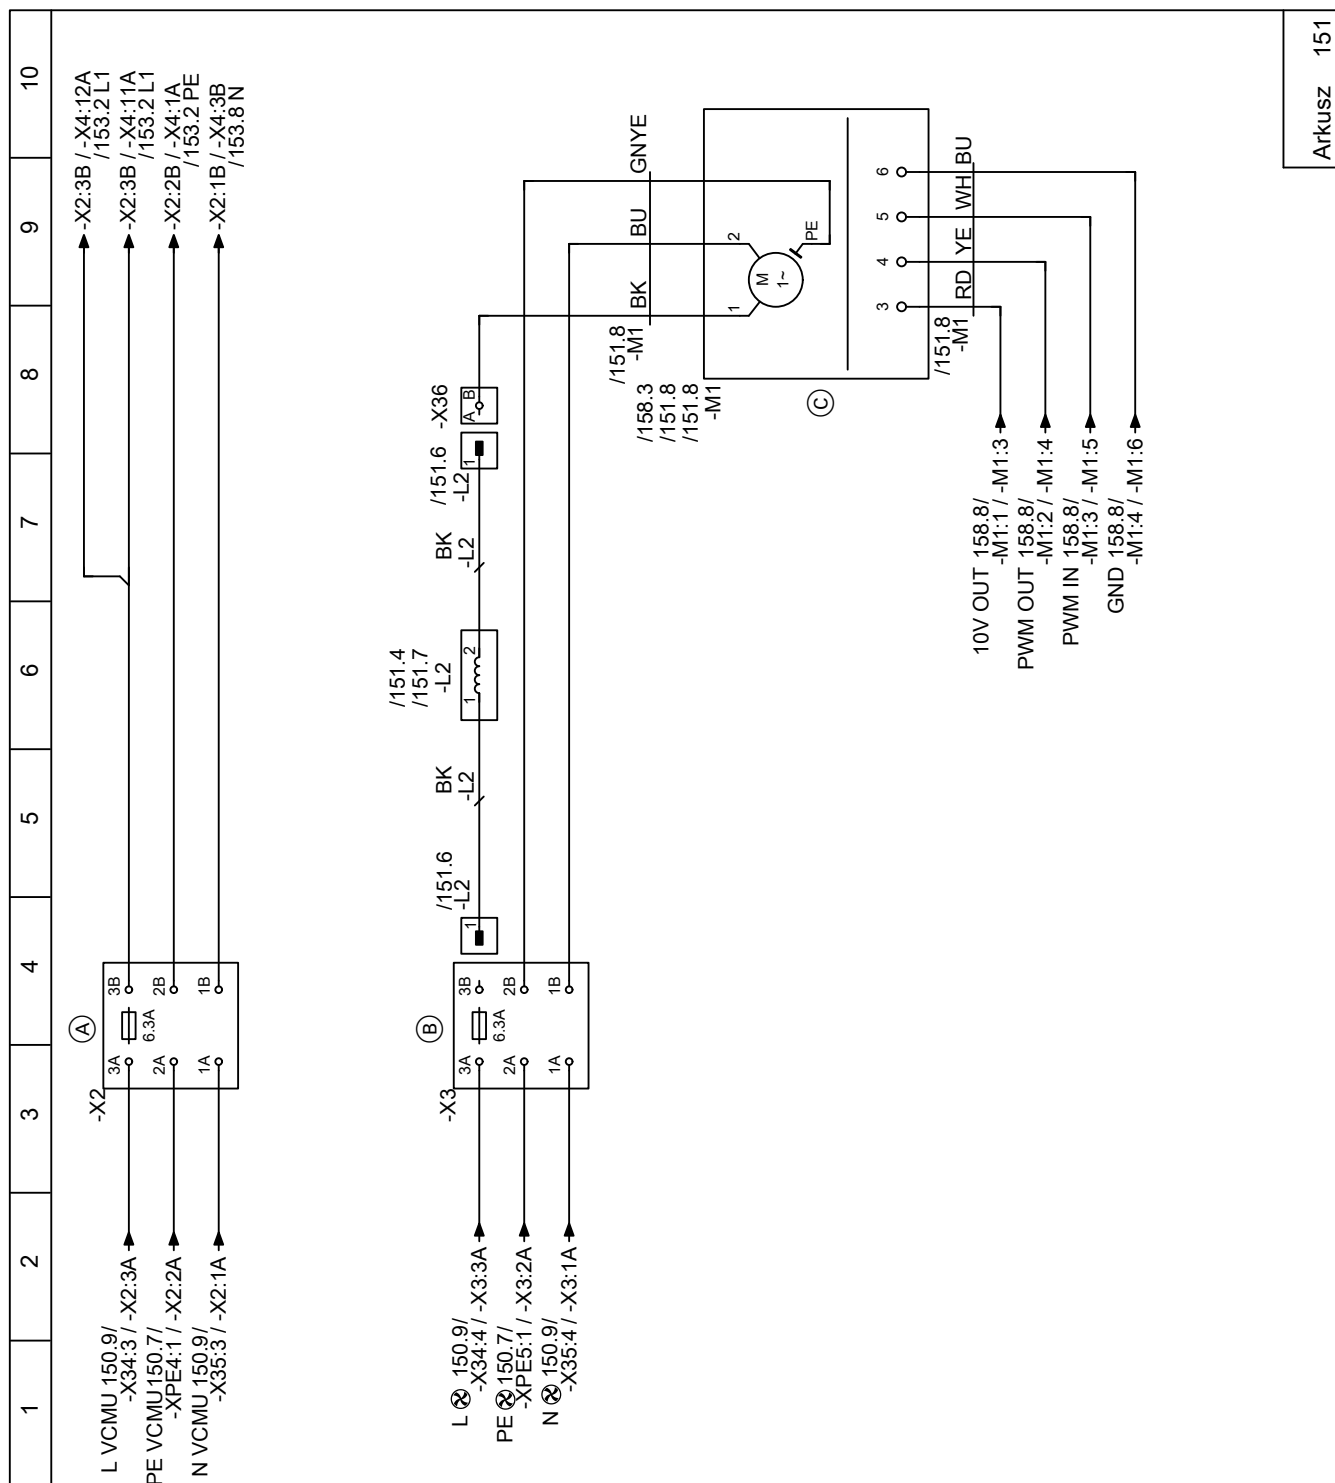 1
2
3
4
5
6
7
8
9
10
-X2:3B / -X4:12A
/153.2 L1
-X2:3B / -X4:11A
/153.2 L1
-X2:2B / -X4:1A
/153.2 PE
-X2:1B / -X4:3B
/153.8 N
A
-X2
3A
3B
6.3A
2A
2B
1A
1B
L VCMU 150.9/
-X34:3 / -X2:3A
PE VCMU150.7/
-XPE4:1 / -X2:2A
N VCMU 150.9/
-X35:3 / -X2:1A
L 150.9/
-X34:4 / -X3:3A
PE 150.7/
-XPE5:1 / -X3:2A
N 150.9/
-X35:4 / -X3:1A
B
-X3
3A
3B
6.3A
2A
2B
1A
1B
/151.6
-L2
1
BK
-L2
/151.4
/151.7
-L2
1
2
BK
-L2
/151.6
-L2
1
-X36
A
B
BK
BU
GNYE
/151.8
-M1
/158.3
/151.8
/151.8
-M1
1
2
M
1~
PE
C
3
4
5
6
RD
YE
WH
BU
/151.8
-M1
10V OUT 158.8/
-M1:1 / -M1:3
PWM OUT 158.8/
-M1:2 / -M1:4
PWM IN 158.8/
-M1:3 / -M1:5
GND 158.8/
-M1:4 / -M1:6
Arkusz 151